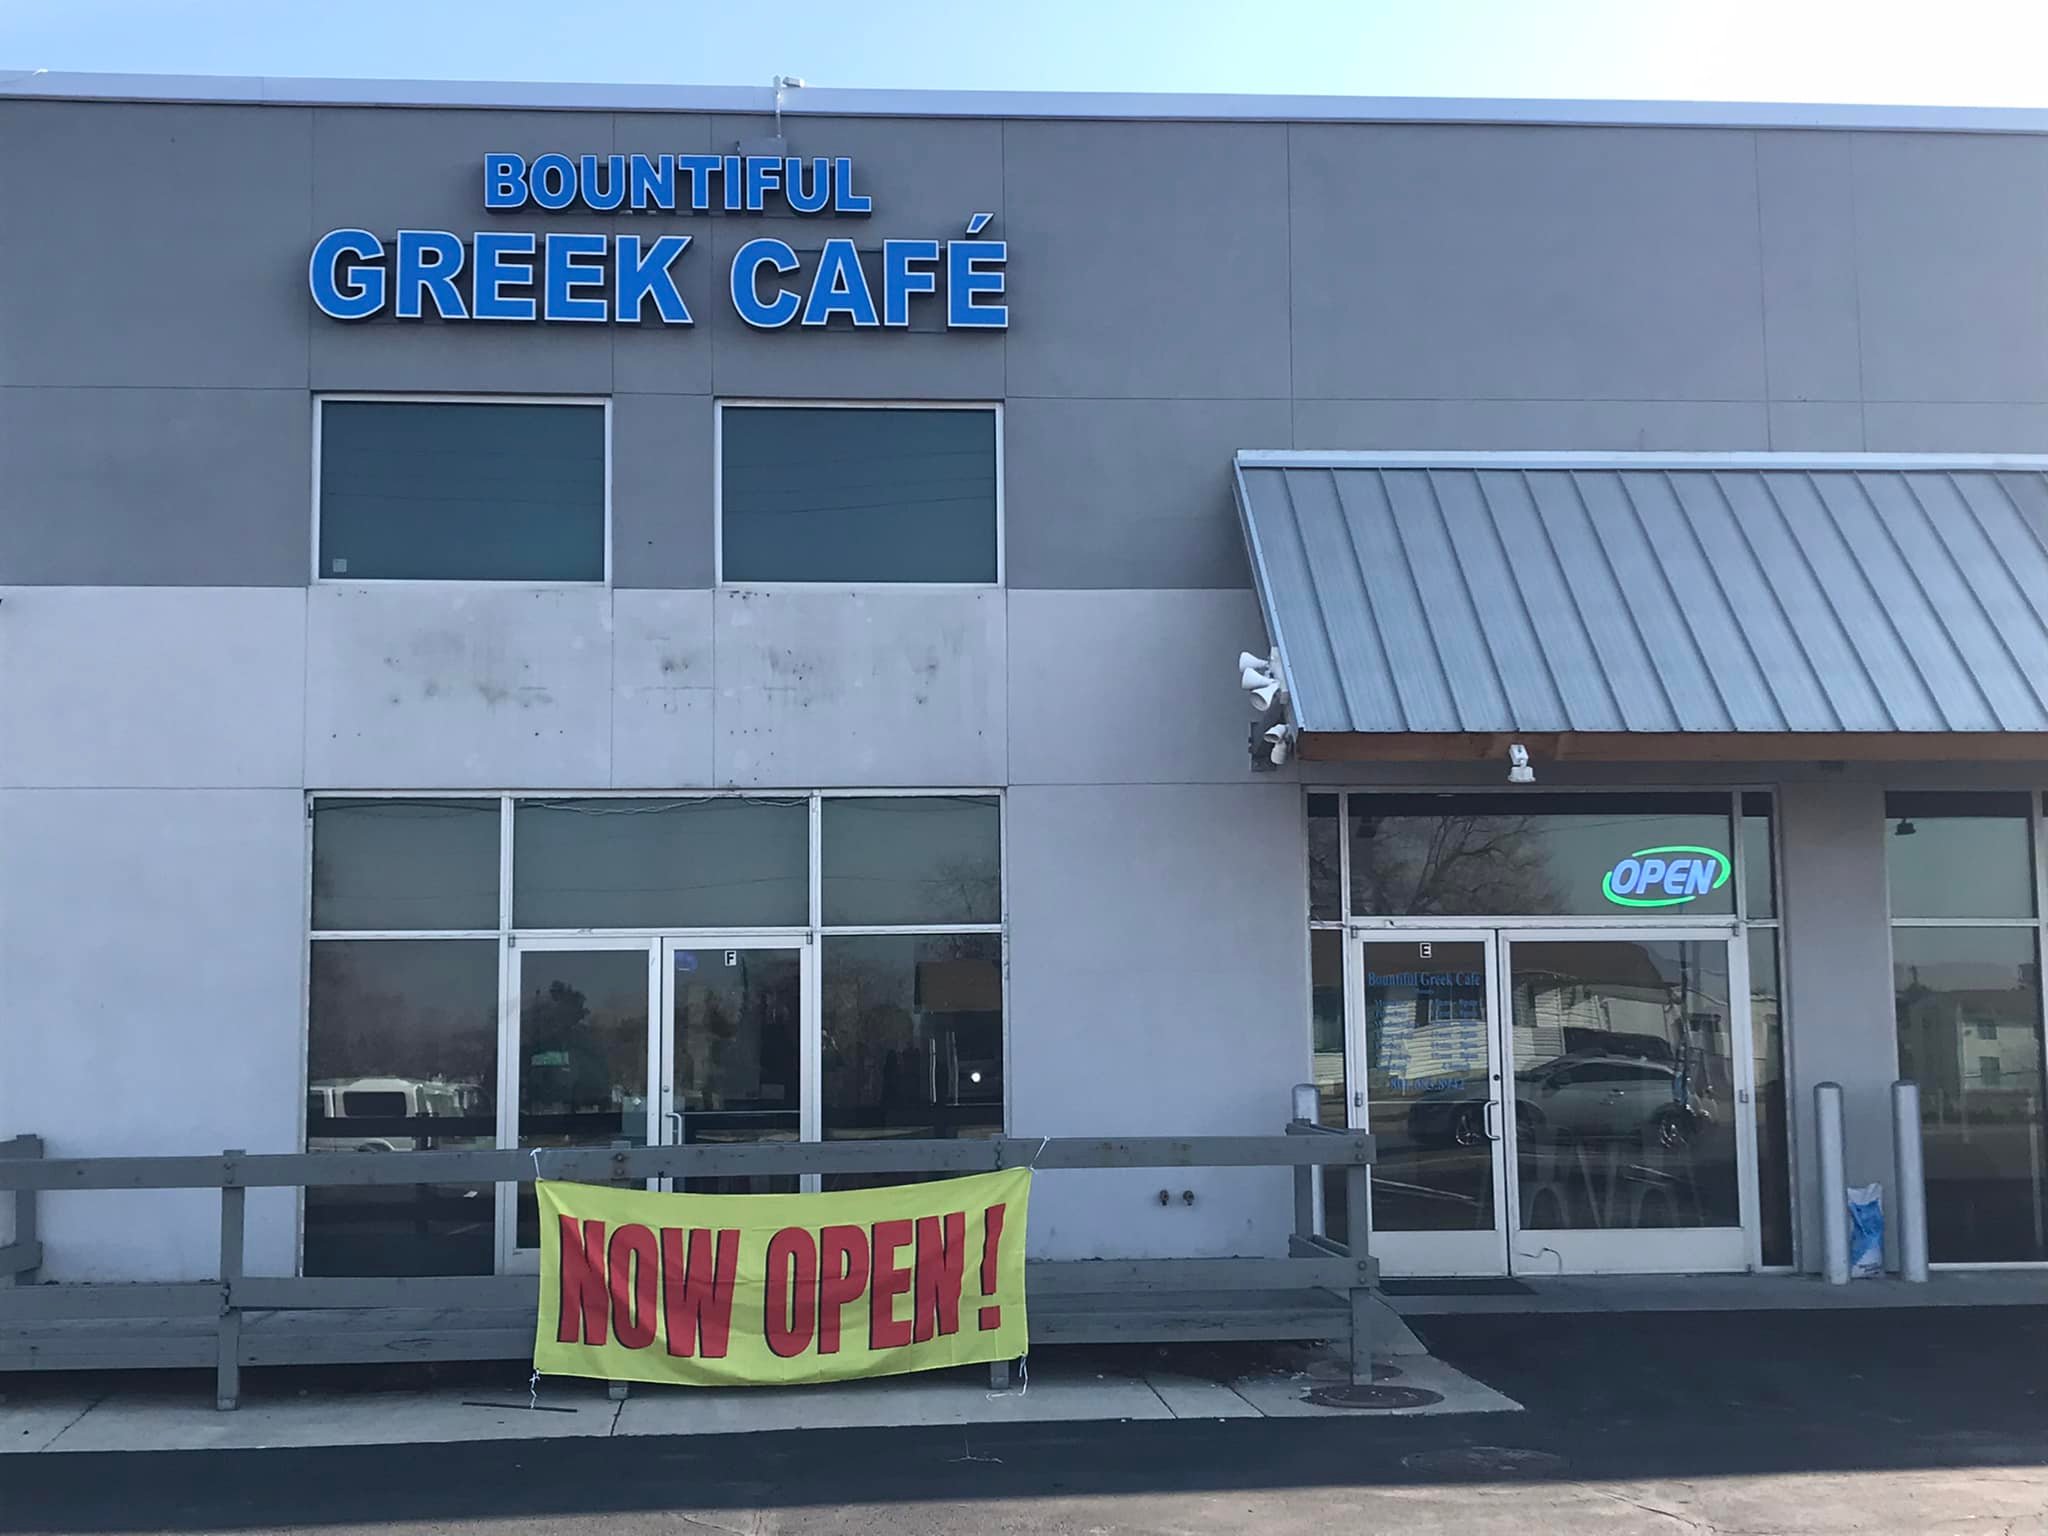 BOUNTIFUL
GREEK CAFÉ
OPEN
F
E
Bountiful Greek Cafe
NOW OPEN!